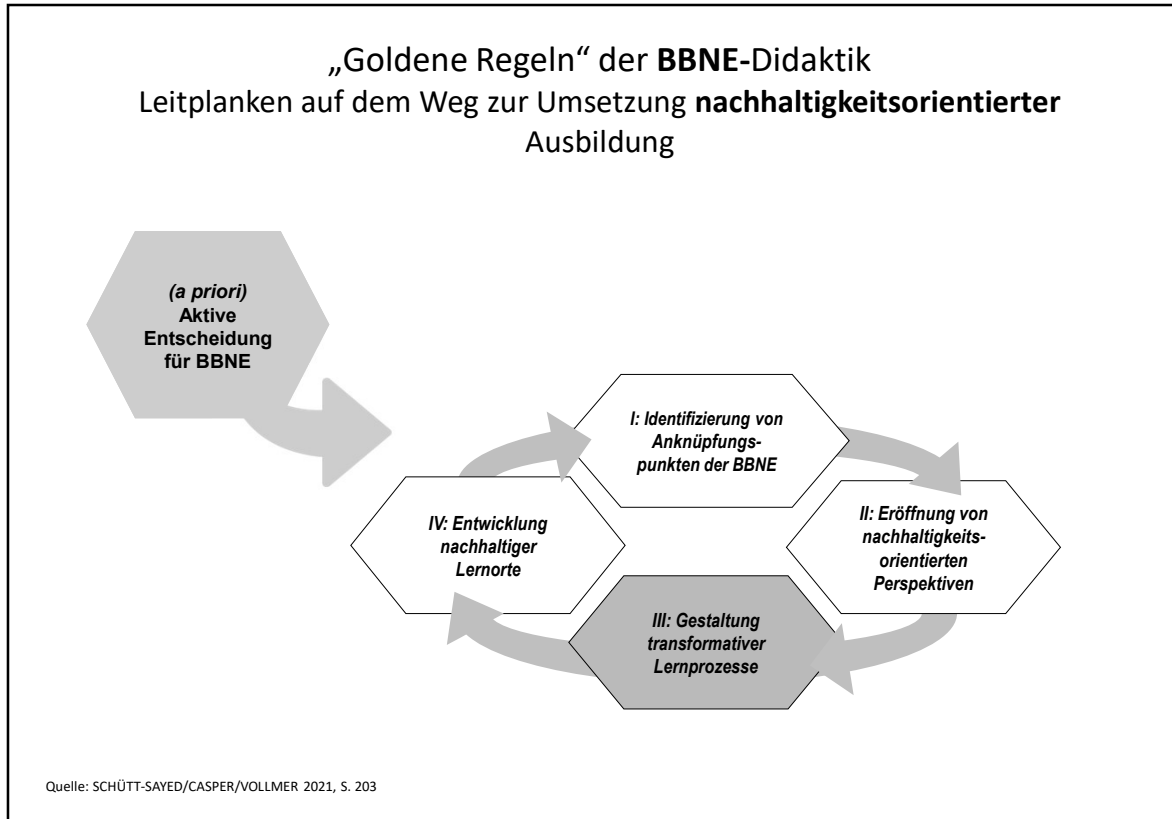 „Goldene Regeln“ der BBNE-Didaktik
Leitplanken auf dem Weg zur Umsetzung nachhaltigkeitsorientierter
Ausbildung
(a priori)
Aktive
Entscheidung
für BBNE
I: Identifizierung von
Anknüpfungs-
punkten der BBNE
II: Eröffnung von
nachhaltigkeits-
orientierten
Perspektiven
III: Gestaltung
transformativer
Lernprozesse
IV: Entwicklung
nachhaltiger
Lernorte
Quelle: SCHÜTT-SAYED/CASPER/VOLLMER 2021, S. 203